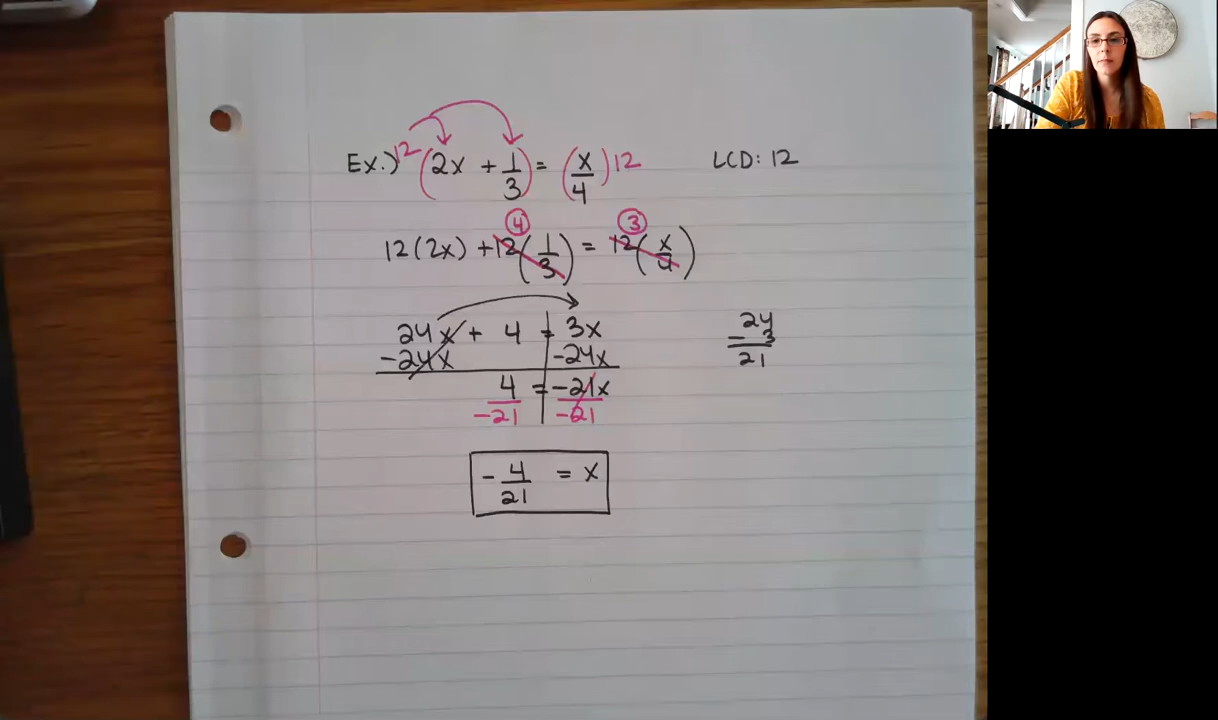 Ex.) 12 (2x + 1/3) = (x/4) 12    LCD: 12
④ ③
12(2x) + 12(1/3) = 12(x/4)
24x + 4 = 3x    24
-24x    -24x    - 3
4 = -21x    21
-21    -21
- 4/21 = x